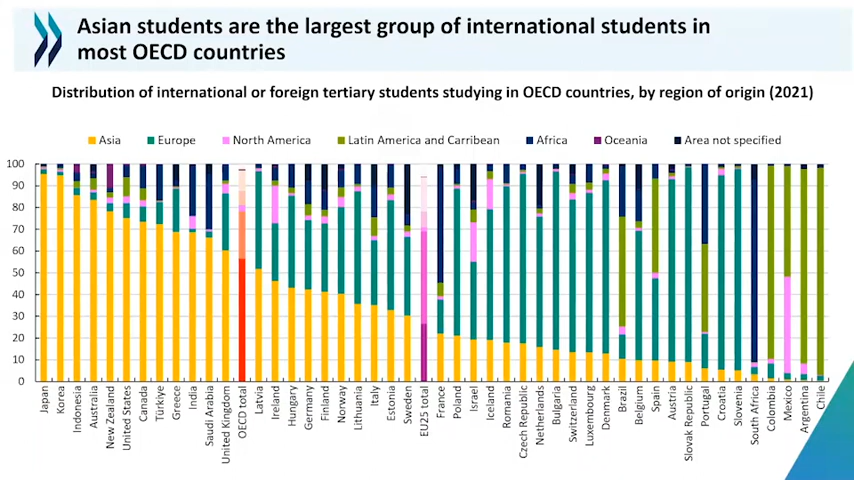 Asian students are the largest group of international students in
most OECD countries
Distribution of international or foreign tertiary students studying in OECD countries, by region of origin (2021)
Asia Europe North America Latin America and Carribean Africa Oceania Area not specified
100
90
80
70
60
50
40
30
20
10
0
Japan
Korea
Indonesia
Australia
New Zealand
United States
Canada
Türkiye
Greece
India
Saudi Arabia
United Kingdom
OECD total
Latvia
Ireland
Hungary
Germany
Finland
Norway
Lithuania
Italy
Estonia
Sweden
EU25 total
France
Poland
Israel
Iceland
Romania
Czech Republic
Netherlands
Bulgaria
Switzerland
Luxembourg
Denmark
Brazil
Belgium
Spain
Austria
Slovak Republic
Portugal
Croatia
Slovenia
South Africa
Colombia
Mexico
Argentina
Chile